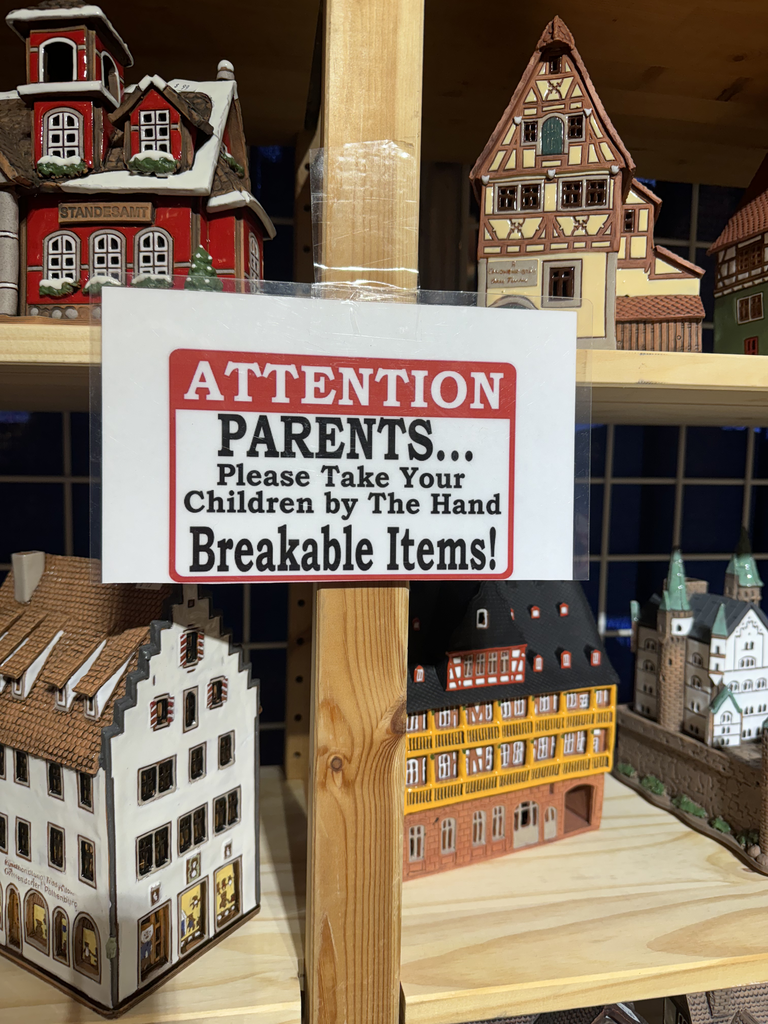 STANDESAMT
ATTENTION
PARENTS...
Please Take Your
Children by The Hand
Breakable Items!